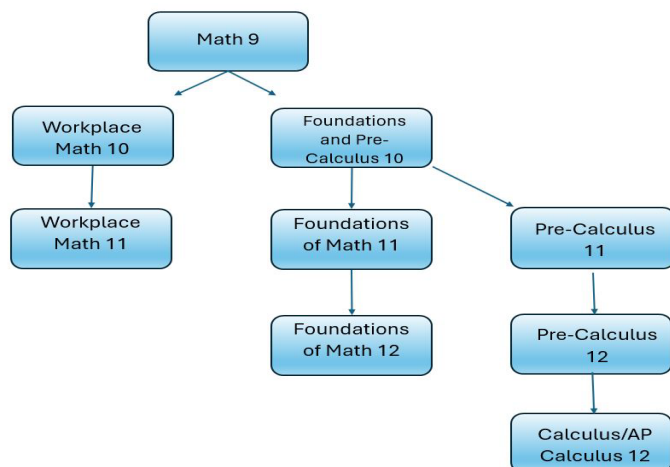 Math 9
Workplace
Math 10
Foundations
and Pre-
Calculus 10
Workplace
Math 11
Foundations
of Math 11
Pre-Calculus
11
Foundations
of Math 12
Pre-Calculus
12
Calculus/AP
Calculus 12